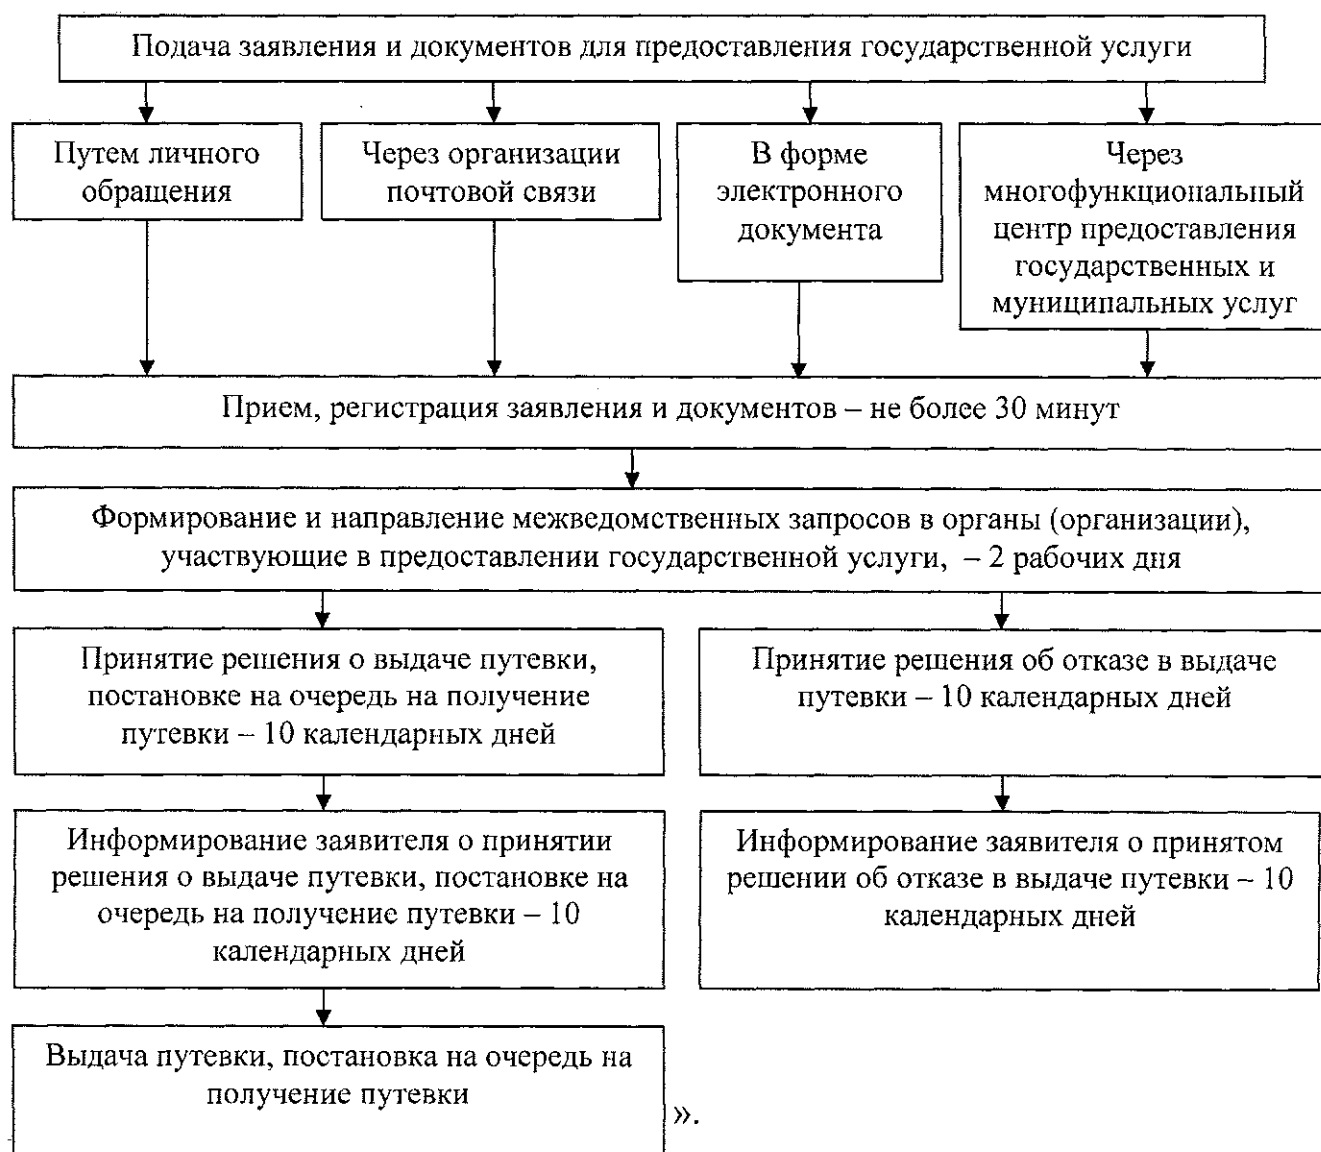 Подача заявления и документов для предоставления государственной услуги
Путем личного
обращения
Через организации
почтовой связи
В форме
электронного
документа
Через
многофункциональный
центр предоставления
государственных и
муниципальных услуг
Прием, регистрация заявления и документов – не более 30 минут
Формирование и направление межведомственных запросов в органы (организации),
участвующие в предоставлении государственной услуги, – 2 рабочих дня
Принятие решения о выдаче путевки,
постановке на очередь на получение
путевки – 10 календарных дней
Принятие решения об отказе в выдаче
путевки – 10 календарных дней
Информирование заявителя о принятии
решения о выдаче путевки, постановке на
очередь на получение путевки – 10
календарных дней
Информирование заявителя о принятом
решении об отказе в выдаче путевки – 10
календарных дней
Выдача путевки, постановка на очередь на
получение путевки
».